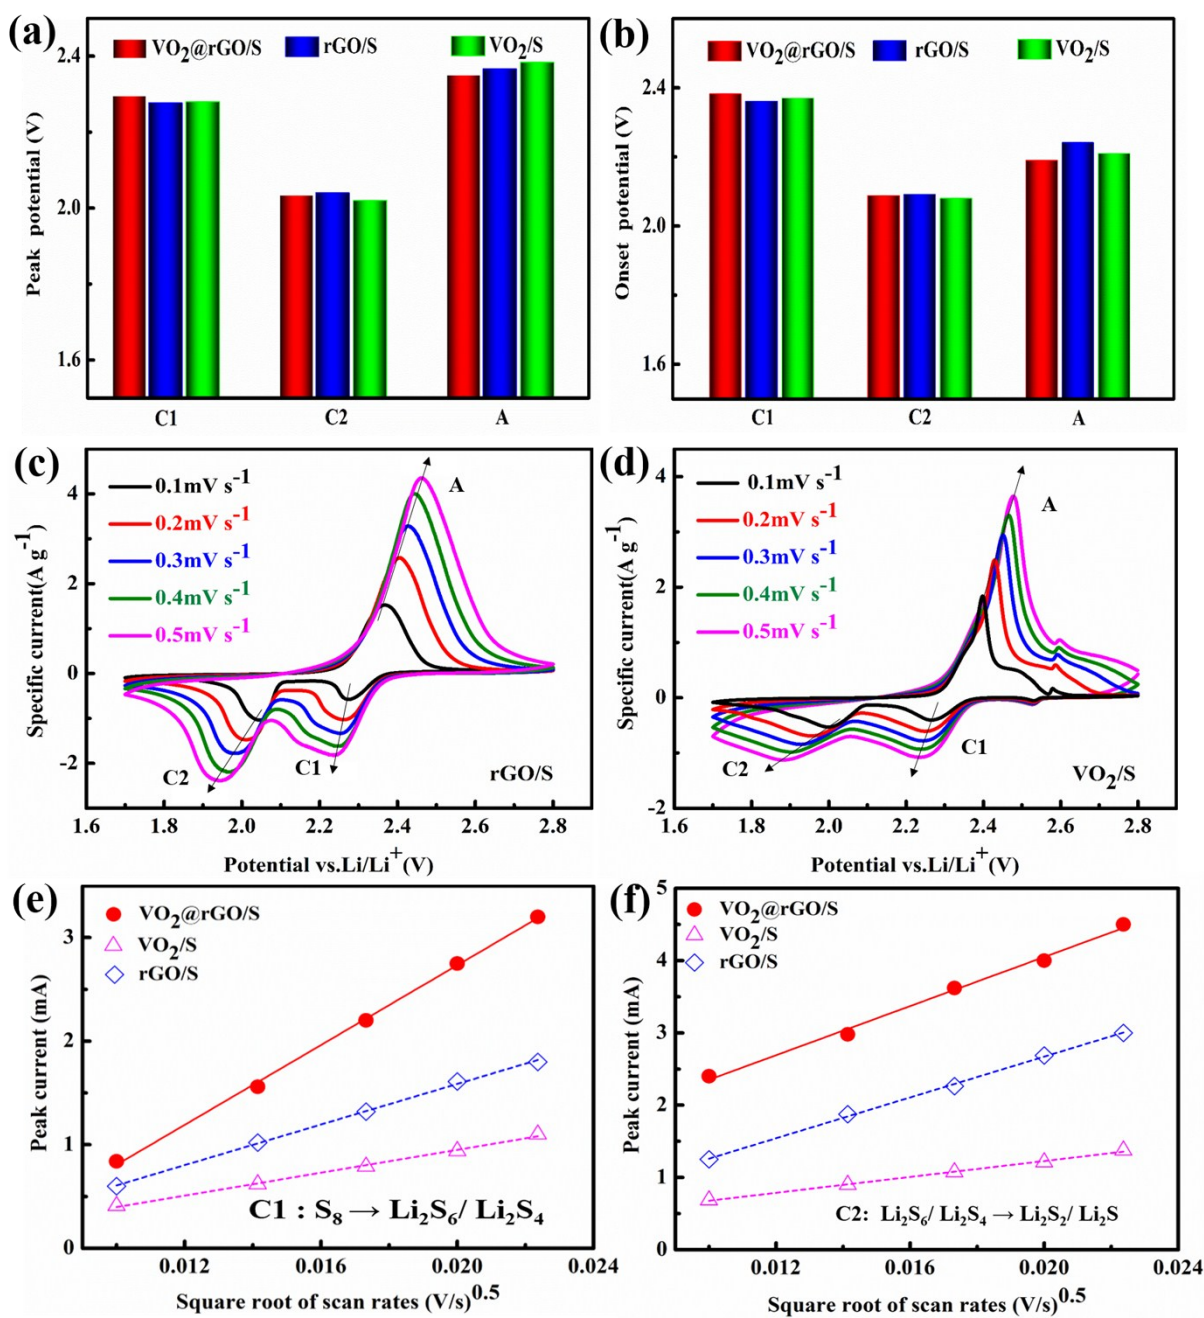 (a)
VO2@rGO/S rGO/S VO2/S
2.4
2.0
1.6
Peak potential (V)
C1 C2 A
(b)
VO2@rGO/S rGO/S VO2/S
2.4
2.0
1.6
Onset potential (V)
C1 C2 A
(c)
0.1mV s-1
0.2mV s-1
0.3mV s-1
0.4mV s-1
0.5mV s-1
A
C2
C1
rGO/S
4
2
0
-2
Specific current(A g-1)
1.6 1.8 2.0 2.2 2.4 2.6 2.8
Potential vs.Li/Li+(V)
(d)
0.1mV s-1
0.2mV s-1
0.3mV s-1
0.4mV s-1
0.5mV s-1
A
C1
C2
VO2/S
4
2
0
-2
Specific current(A g-1)
1.6 1.8 2.0 2.2 2.4 2.6 2.8
Potential vs.Li/Li+(V)
(e)
VO2@rGO/S
VO2/S
rGO/S
3
2
1
0
Peak current (mA)
C1 : S8 → Li2S6/ Li2S4
0.012 0.016 0.020 0.024
Square root of scan rates (V/s)0.5
(f)
VO2@rGO/S
VO2/S
rGO/S
5
4
3
2
1
0
Peak current (mA)
C2: Li2S6/ Li2S4 → Li2S2/ Li2S
0.012 0.016 0.020 0.024
Square root of scan rates (V/s)0.5